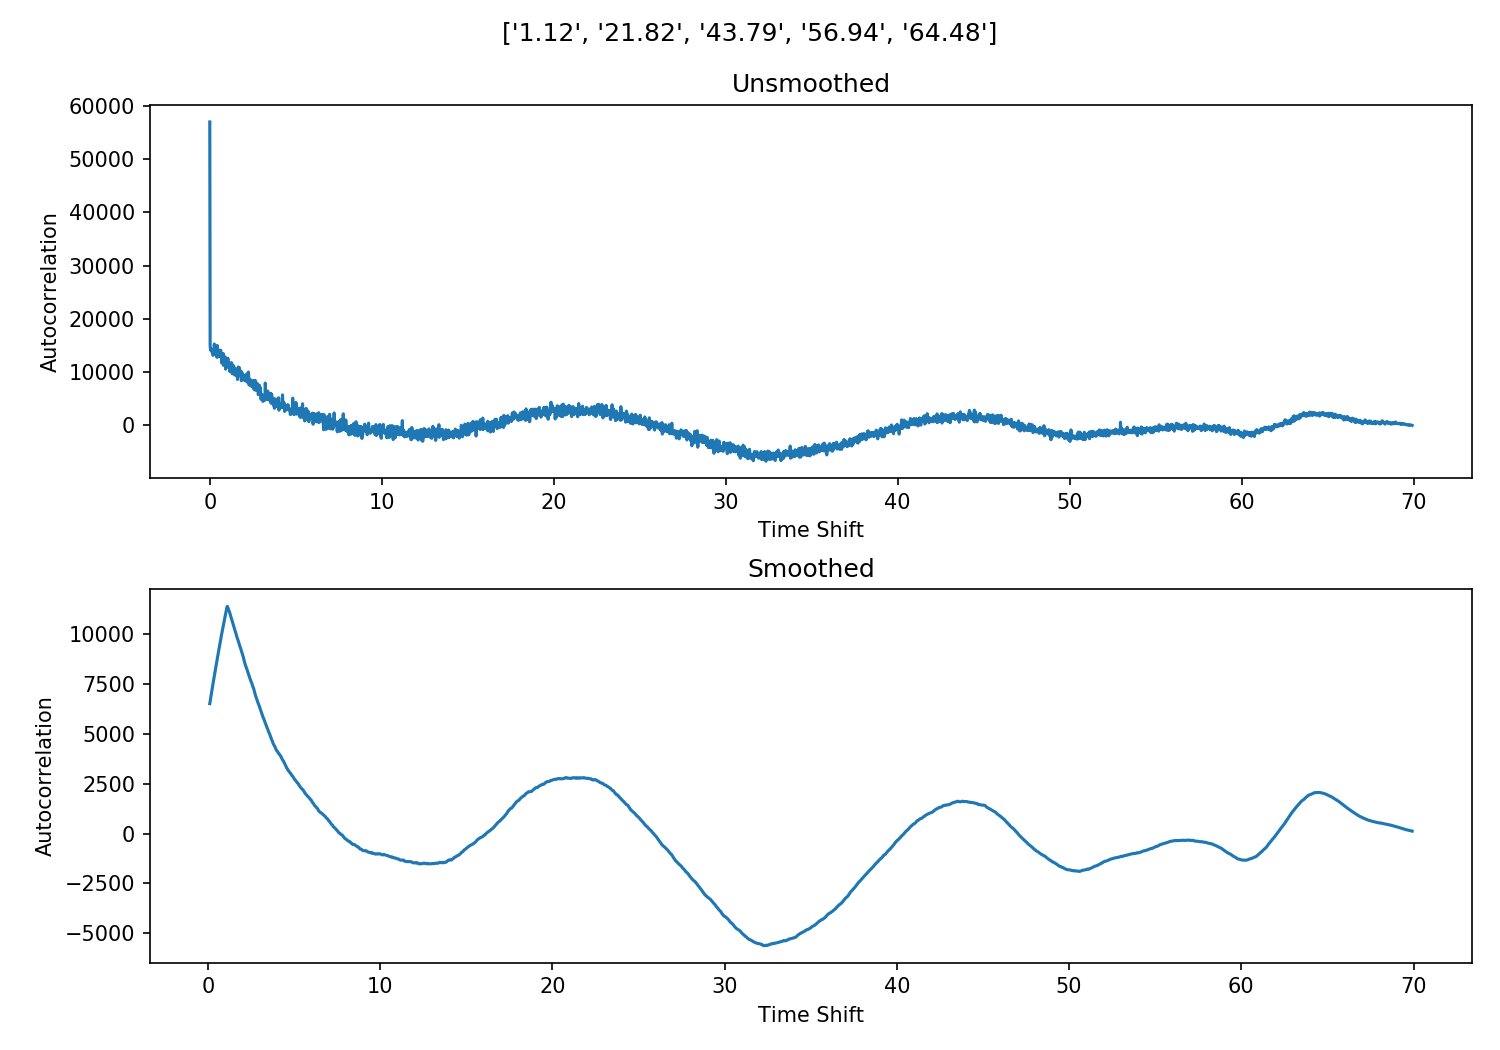 ['1.12', '21.82', '43.79', '56.94', '64.48']
Unsmoothed
60000
50000
40000
30000
20000
10000
0
Autocorrelation
0 10 20 30 40 50 60 70
Time Shift
Smoothed
10000
7500
5000
2500
0
−2500
−5000
Autocorrelation
0 10 20 30 40 50 60 70
Time Shift